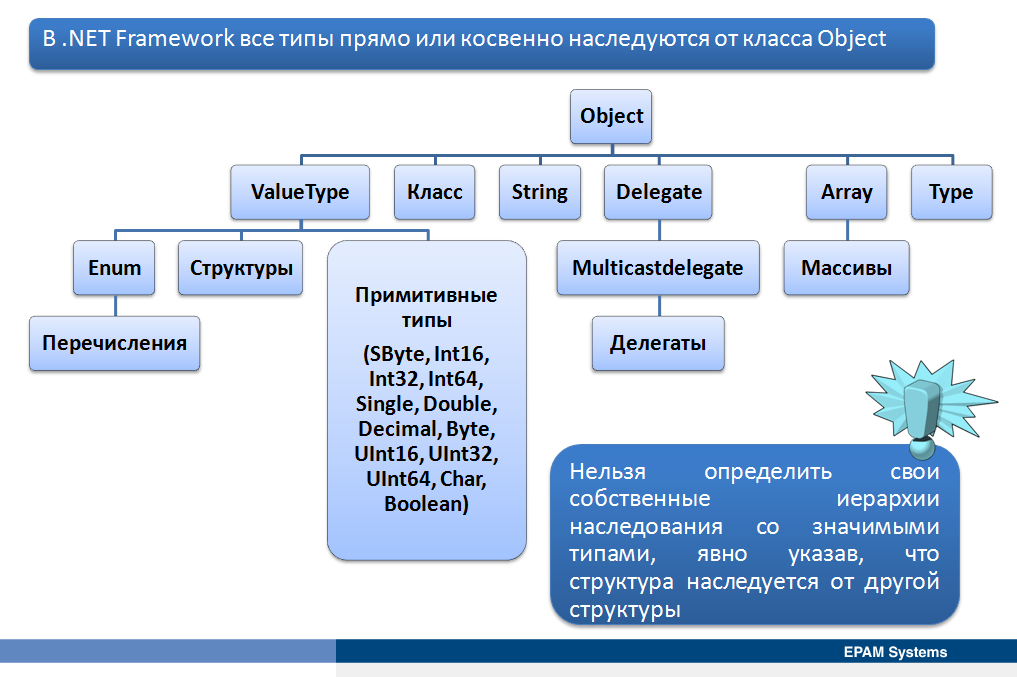 В .NET Framework все типы прямо или косвенно наследуются от класса Object
Object
ValueType
Класс
String
Delegate
Array
Type
Enum
Структуры
Примитивные
типы
(SByte, Int16,
Int32, Int64,
Single, Double,
Decimal, Byte,
UInt16, UInt32,
UInt64, Char,
Boolean)
Multicastdelegate
Массивы
Перечисления
Делегаты
Нельзя определить свои
собственные иерархии
наследования со значимыми
типами, явно указав, что
структура наследуется от другой
структуры
EPAM Systems